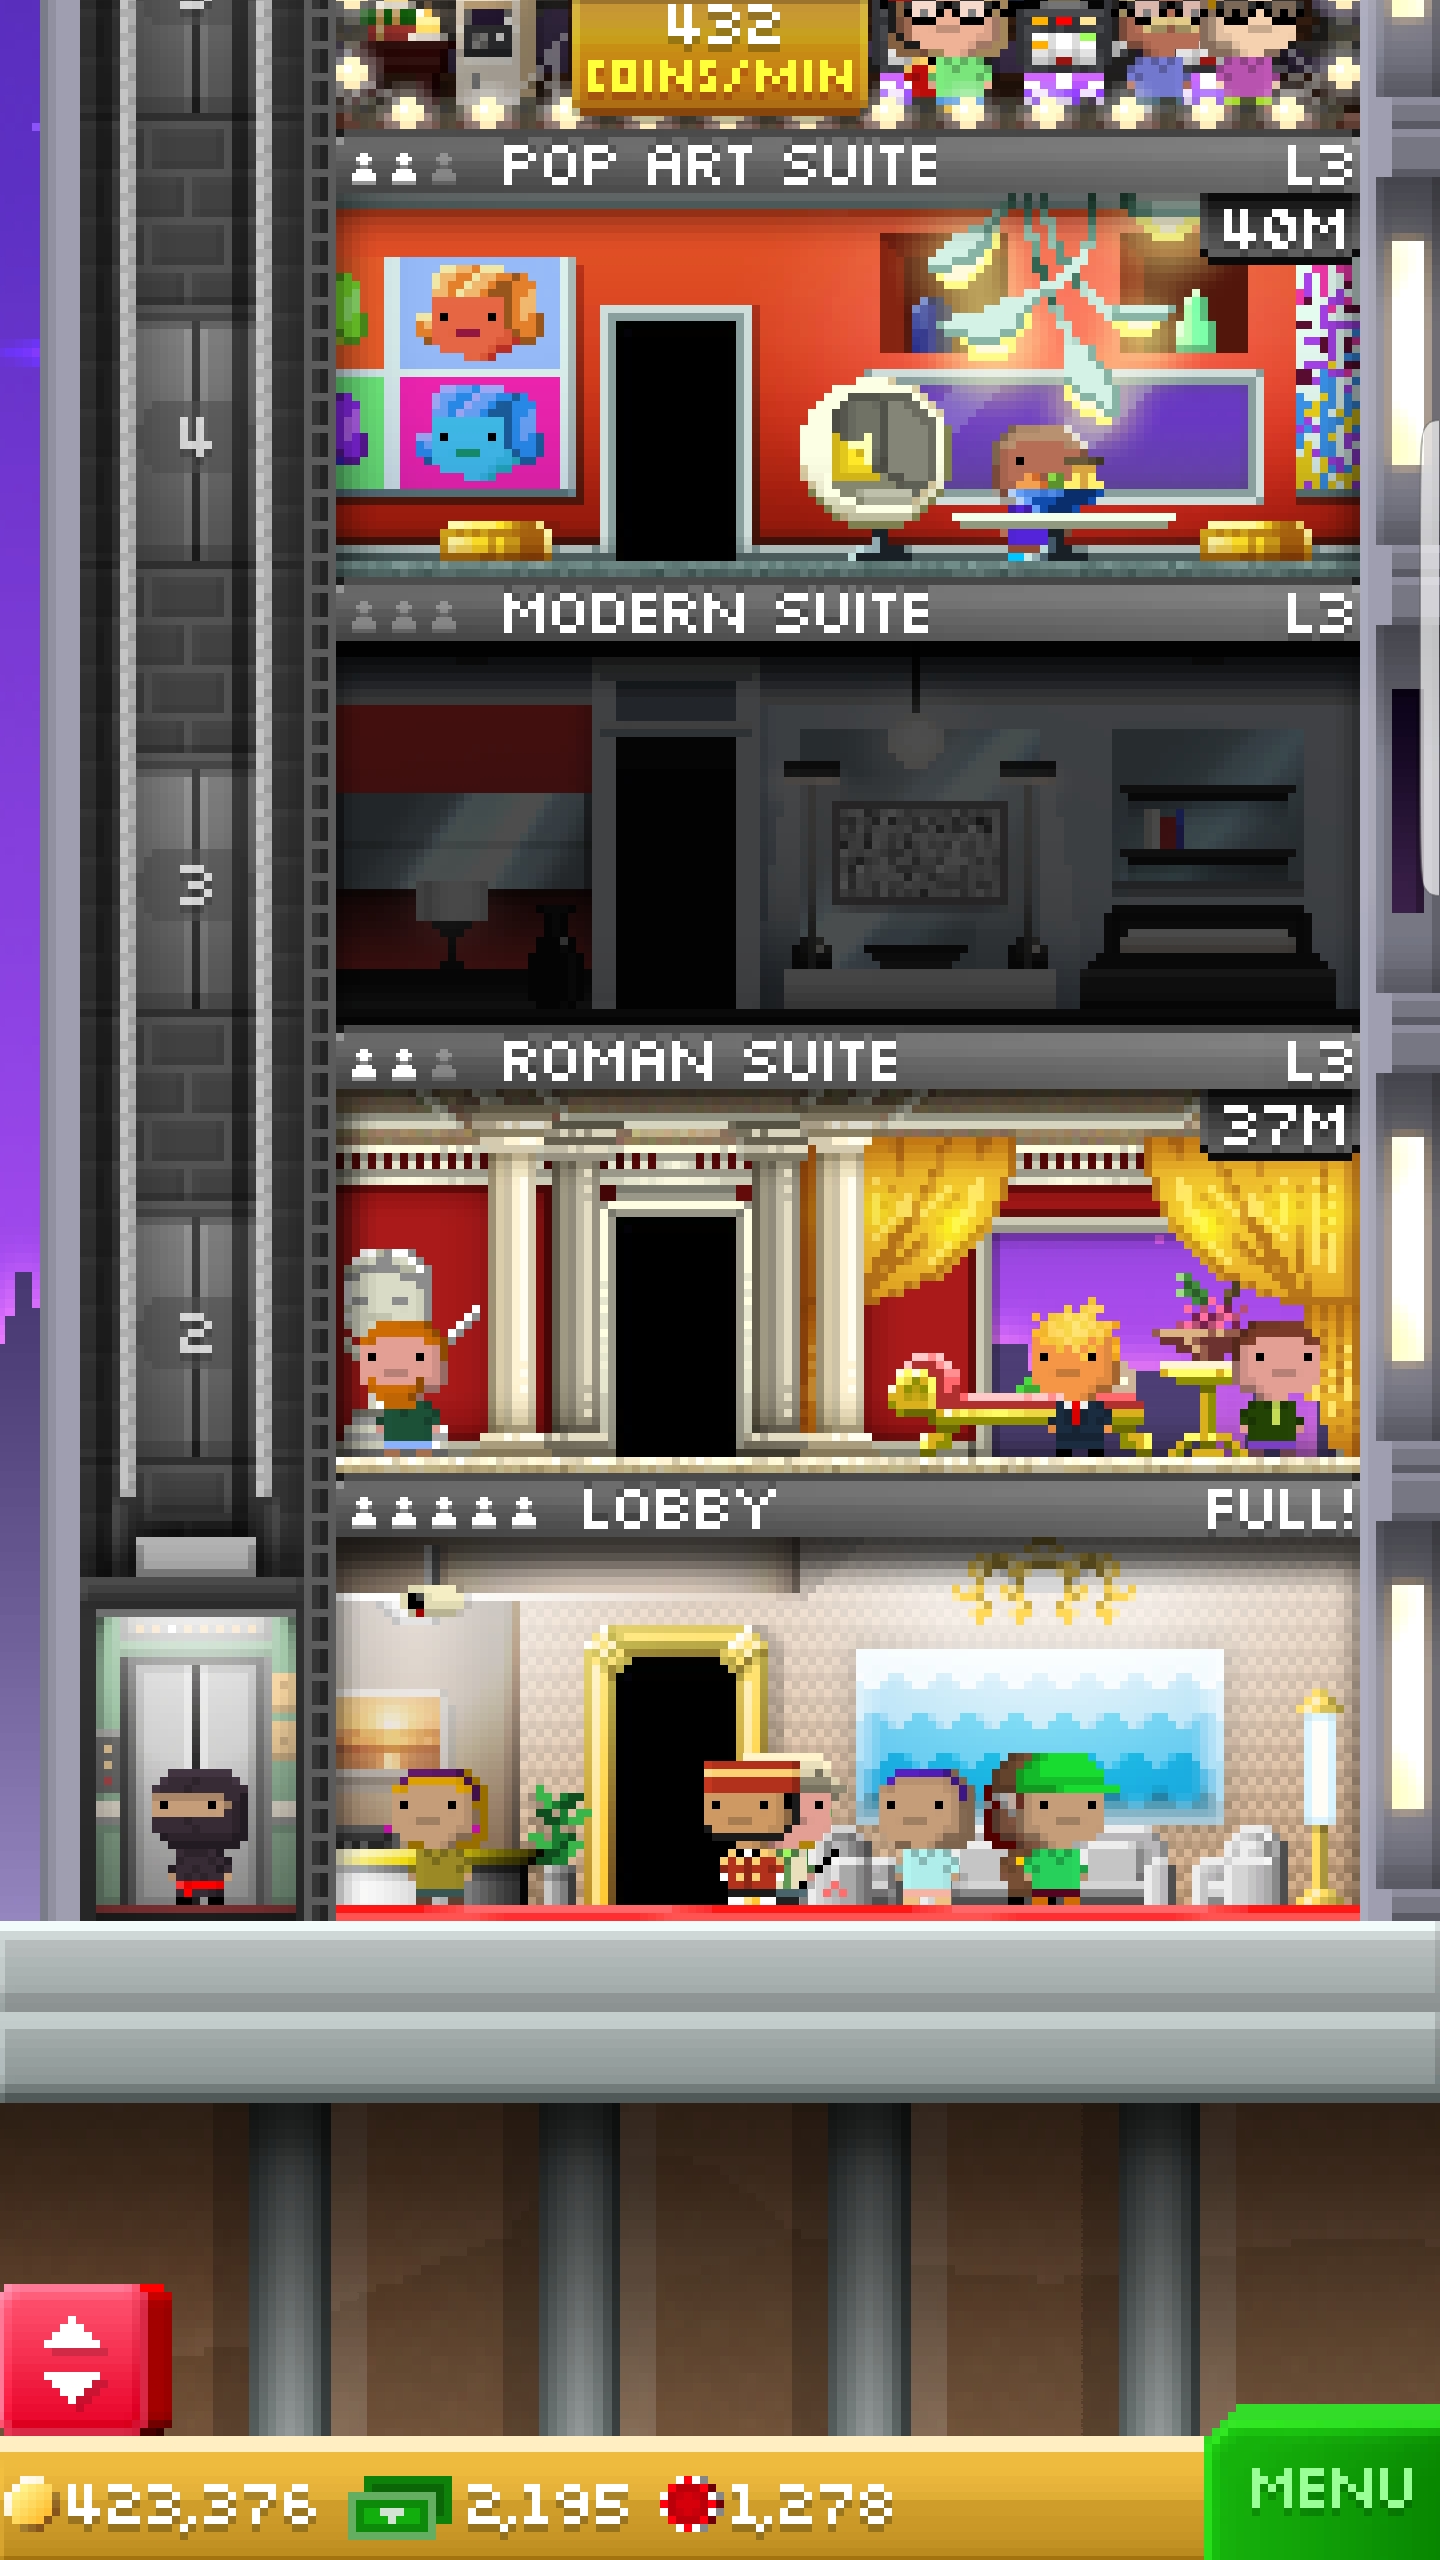 432
COINS/MIN
POP ART SUITE L3
40M
4
MODERN SUITE L3
3
ROMAN SUITE L3
37M
2
LOBBY FULL!
423,376 2,195 1,278
MENU